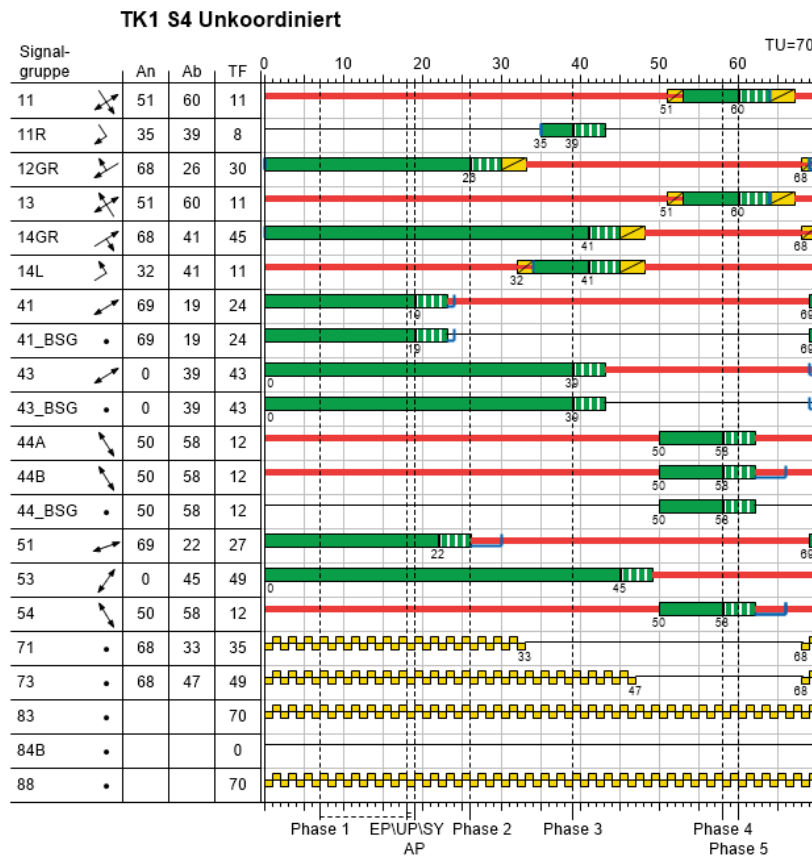 TK1 S4 Unkoordiniert
TU=70
Signal-
gruppe An Ab TF 0 10 20 30 40 50 60
11 51 60 11 51 60
11R 35 39 8 35 39
12GR 68 26 30 26 68
13 51 60 11 51 60
14GR 68 41 45 41 68
14L 32 41 11 32 41
41 69 19 24 19 69
41_BSG 69 19 24 19 69
43 0 39 43 0 39
43_BSG 0 39 43 0 39
44A 50 58 12 50 58
44B 50 58 12 50 58
44_BSG 50 58 12 50 58
51 69 22 27 22 69
53 0 45 49 0 45
54 50 58 12 50 58
71 68 33 35 33 68
73 68 47 49 47 68
83 70
84B 0
88 70
Phase 1 EP\UP\SY Phase 2 Phase 3 Phase 4
AP Phase 5